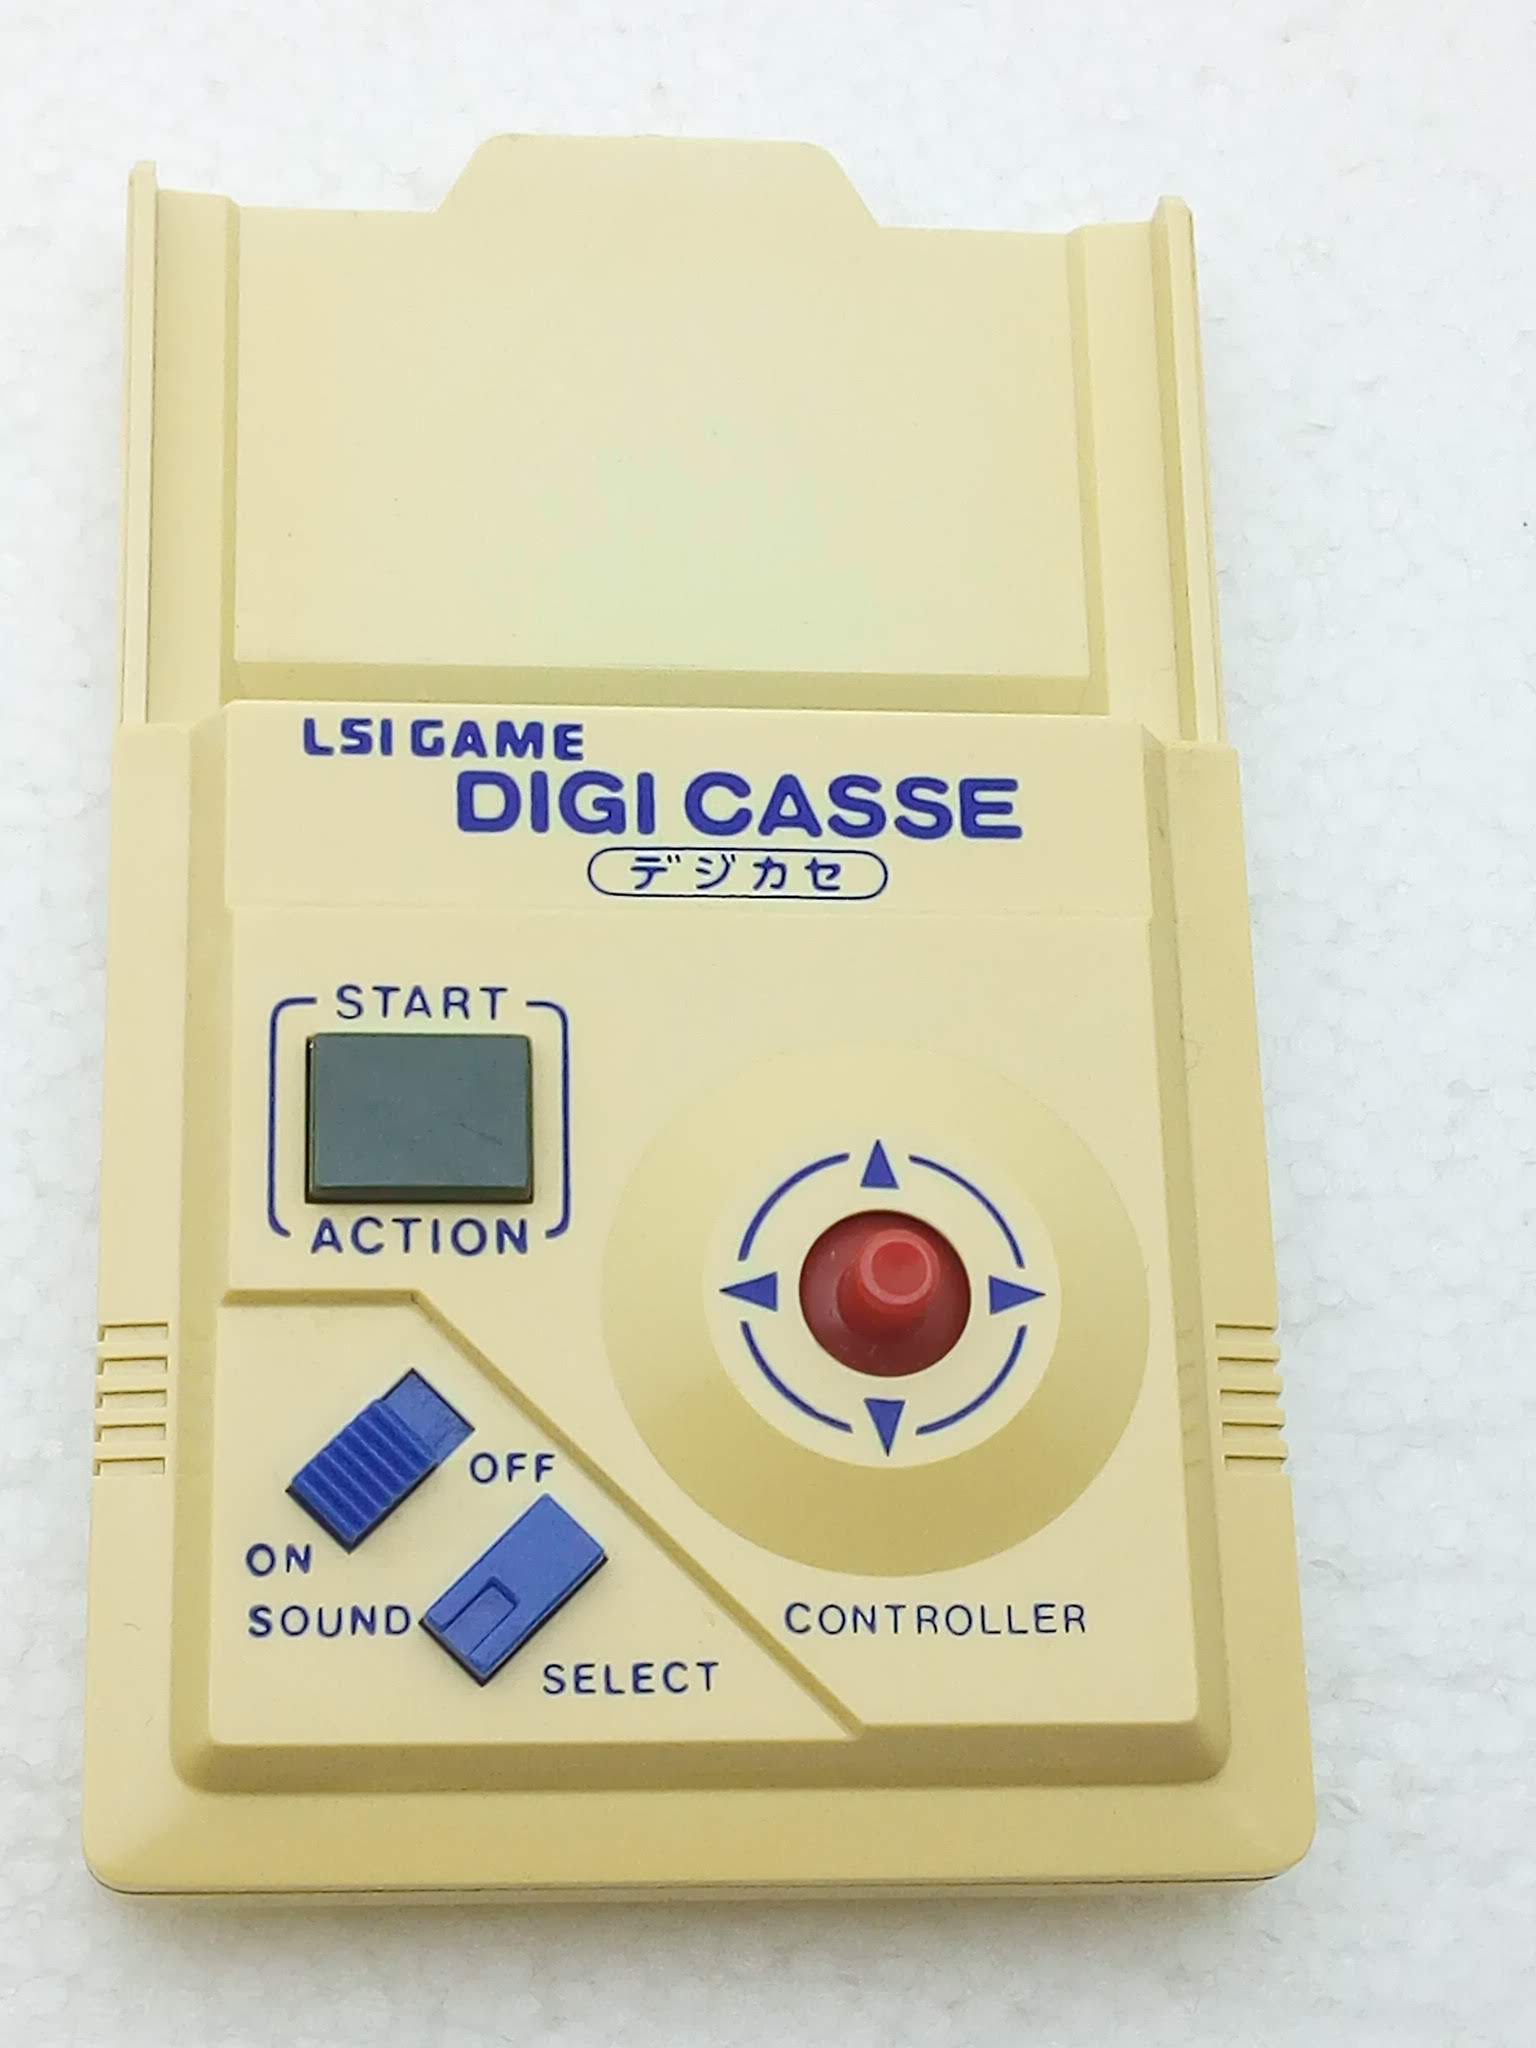 LSI GAME
DIGI CASSE
デジカセ
START
ACTION
OFF
ON
SOUND
SELECT
CONTROLLER